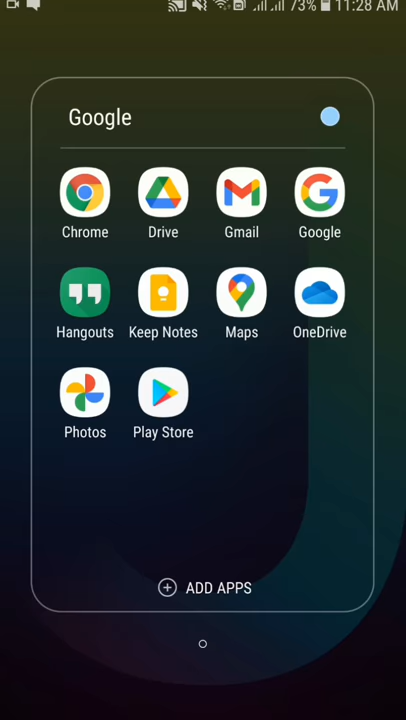 73% 11:28 AM
Google
Chrome Drive Gmail Google
Hangouts Keep Notes Maps OneDrive
Photos Play Store
ADD APPS